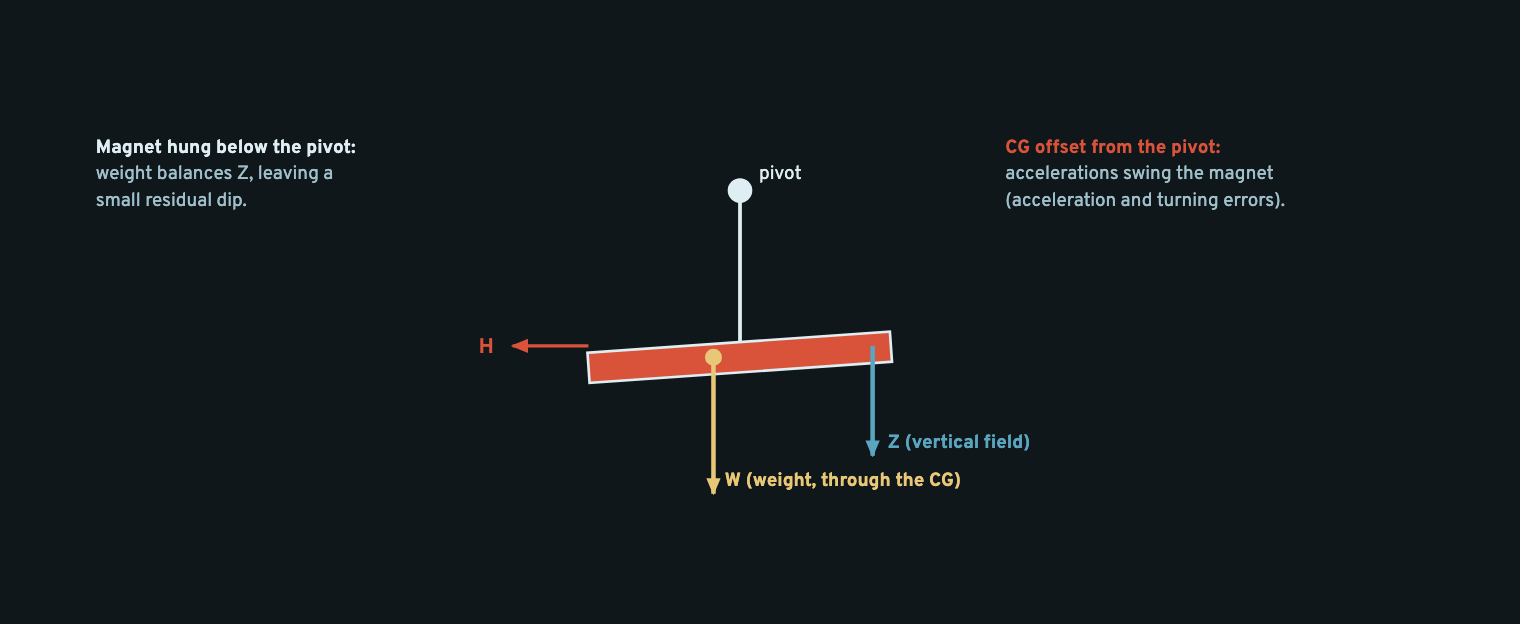 Magnet hung below the pivot:
weight balances Z, leaving a
small residual dip.
pivot
CG offset from the pivot:
accelerations swing the magnet
(acceleration and turning errors).
H
Z (vertical field)
W (weight, through the CG)